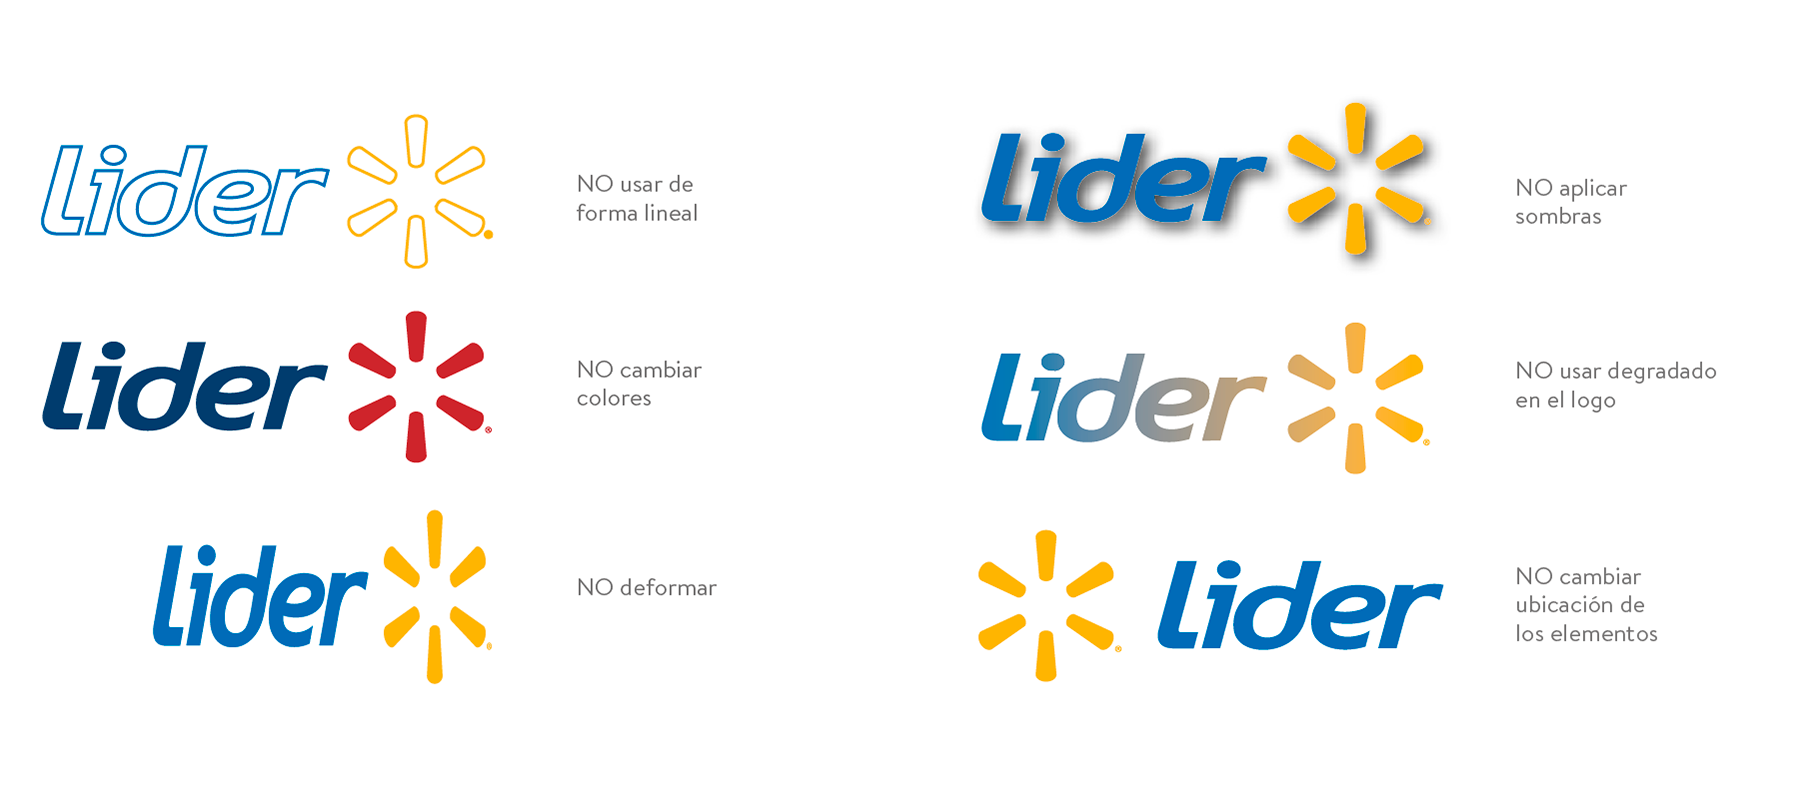 lider
NO usar de
forma lineal
lider
NO aplicar
sombras
lider
®
NO cambiar
colores
lider
®
NO usar degradado
en el logo
lider
®
NO deformar
®
lider
NO cambiar
ubicación de
los elementos